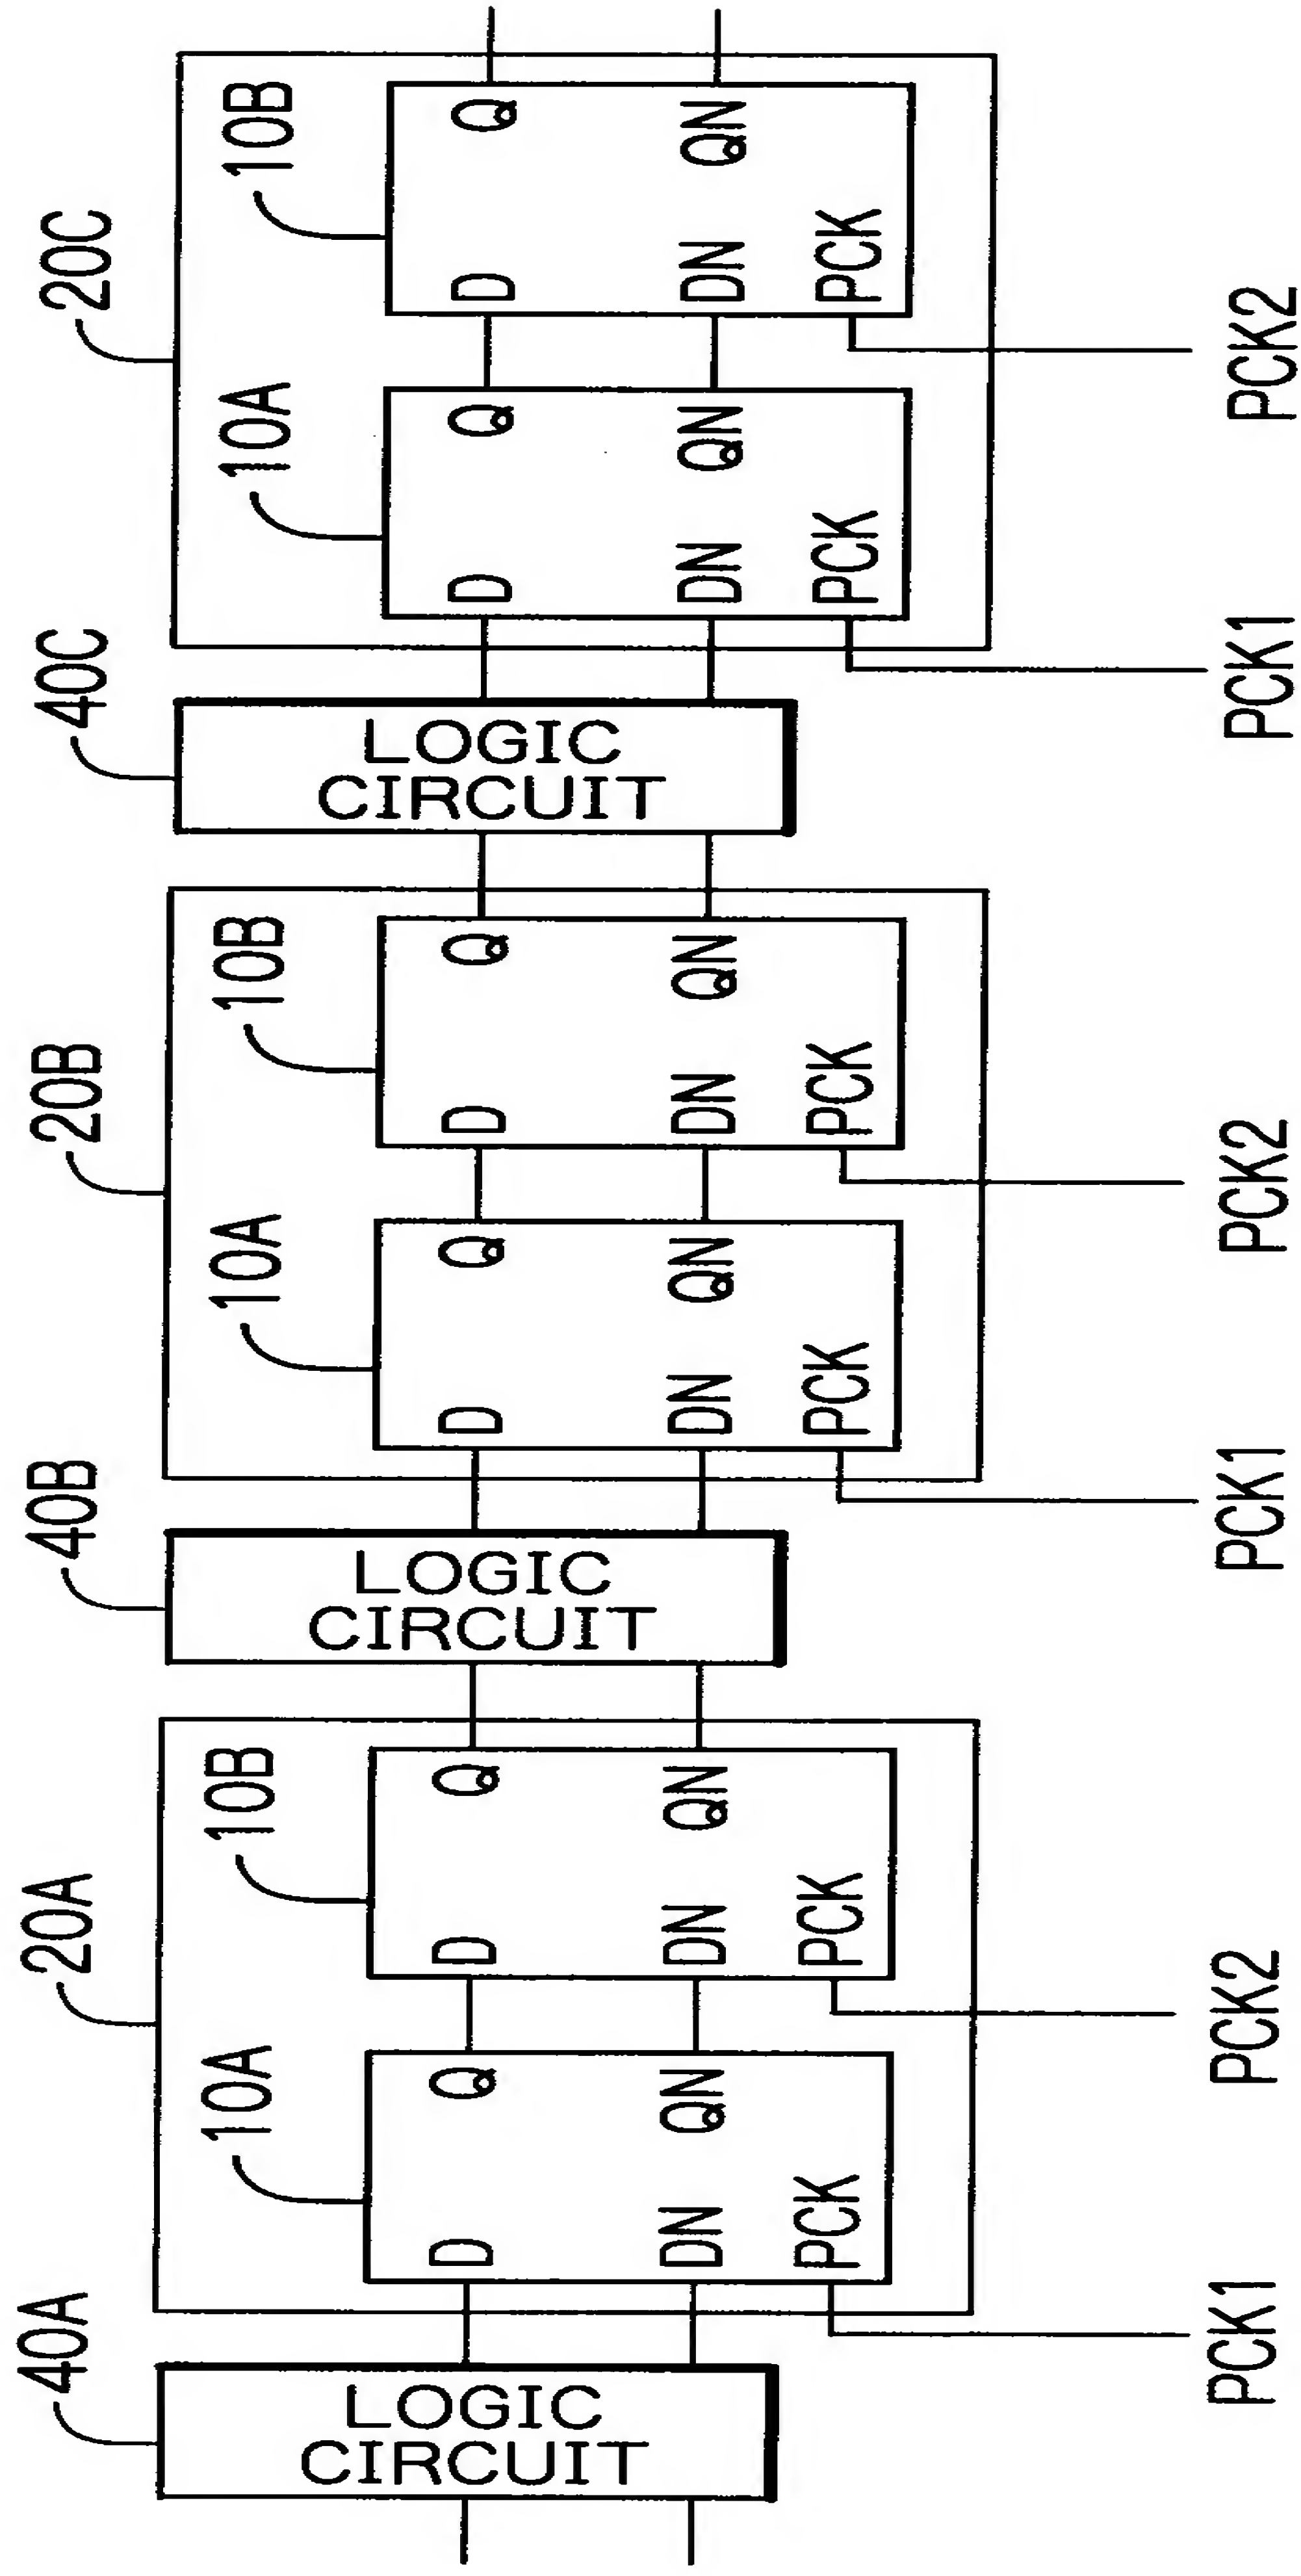 40A
20A
40B
20B
40C
20C
10A
10B
10A
10B
10A
10B
LOGIC
CIRCUIT
LOGIC
CIRCUIT
LOGIC
CIRCUIT
D
Q
D
Q
D
Q
D
Q
D
Q
D
Q
DN
QN
DN
QN
DN
QN
DN
QN
DN
QN
DN
QN
PCK
PCK
PCK
PCK
PCK
PCK
PCK1
PCK2
PCK1
PCK2
PCK1
PCK2